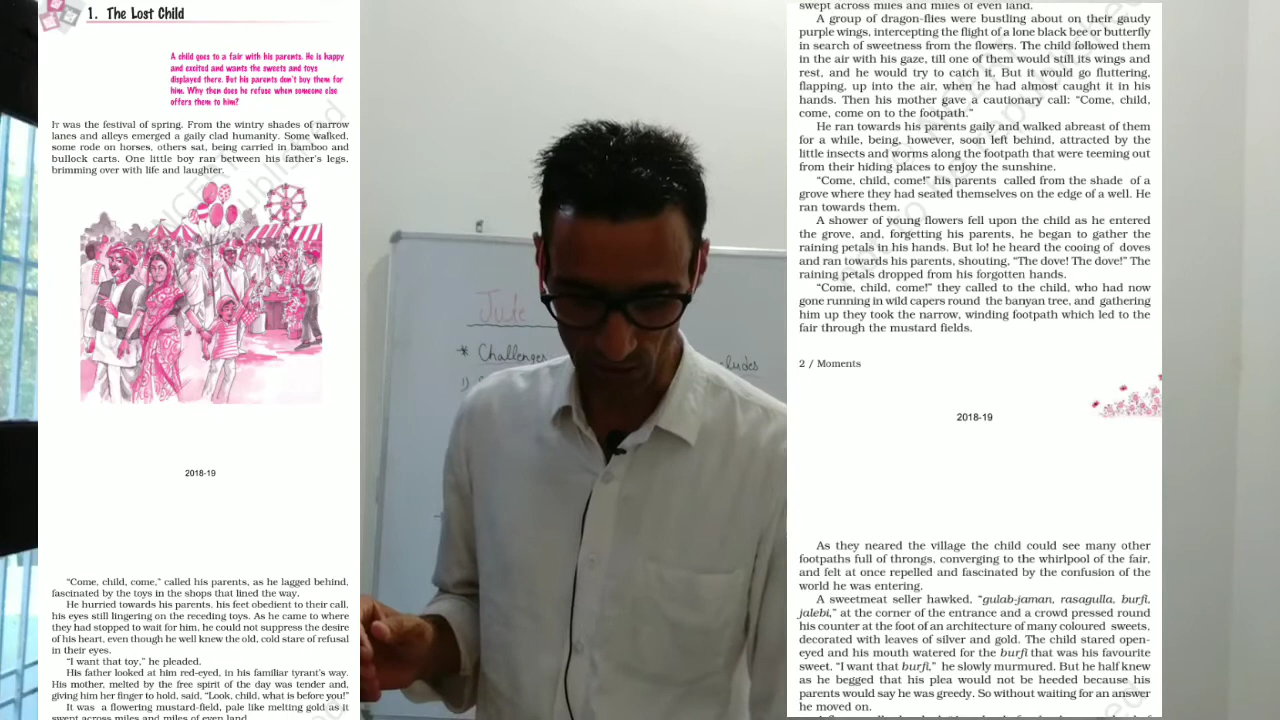 1. The Lost Child
A child goes to a fair with his parents. He is happy
and excited and wants the sweets and toys
displayed there. But his parents don't buy them for
him. Why then does he refuse when someone else
offers them to him?
IT was the festival of spring. From the wintry shades of narrow
lanes and alleys emerged a gaily clad humanity. Some walked,
some rode on horses, others sat, being carried in bamboo and
bullock carts. One little boy ran between his father's legs,
brimming over with life and laughter.
2018-19
“Come, child, come,” called his parents, as he lagged behind,
fascinated by the toys in the shops that lined the way.
He hurried towards his parents, his feet obedient to their call,
his eyes still lingering on the receding toys. As he came to where
they had stopped to wait for him, he could not suppress the desire
of his heart, even though he well knew the old, cold stare of refusal
in their eyes.
“I want that toy,” he pleaded.
His father looked at him red-eyed, in his familiar tyrant's way.
His mother, melted by the free spirit of the day was tender and,
giving him her finger to hold, said, “Look, child, what is before you!”
It was a flowering mustard-field, pale like melting gold as it
swept across miles and miles of even land.
Jude
* Challenges
1)
swept across miles and miles of even land.
A group of dragon-flies were bustling about on their gaudy
purple wings, intercepting the flight of a lone black bee or butterfly
in search of sweetness from the flowers. The child followed them
in the air with his gaze, till one of them would still its wings and
rest, and he would try to catch it. But it would go fluttering,
flapping, up into the air, when he had almost caught it in his
hands. Then his mother gave a cautionary call: “Come, child,
come, come on to the footpath.”
He ran towards his parents gaily and walked abreast of them
for a while, being, however, soon left behind, attracted by the
little insects and worms along the footpath that were teeming out
from their hiding places to enjoy the sunshine.
“Come, child, come!” his parents called from the shade of a
grove where they had seated themselves on the edge of a well. He
ran towards them.
A shower of young flowers fell upon the child as he entered
the grove, and, forgetting his parents, he began to gather the
raining petals in his hands. But lo! he heard the cooing of doves
and ran towards his parents, shouting, “The dove! The dove!” The
raining petals dropped from his forgotten hands.
“Come, child, come!” they called to the child, who had now
gone running in wild capers round the banyan tree, and gathering
him up they took the narrow, winding footpath which led to the
fair through the mustard fields.
2 / Moments
2018-19
As they neared the village the child could see many other
footpaths full of throngs, converging to the whirlpool of the fair,
and felt at once repelled and fascinated by the confusion of the
world he was entering.
A sweetmeat seller hawked, “gulab-jaman, rasagulla, burfi,
jalebi,” at the corner of the entrance and a crowd pressed round
his counter at the foot of an architecture of many coloured sweets,
decorated with leaves of silver and gold. The child stared open-
eyed and his mouth watered for the burfi that was his favourite
sweet. “I want that burfi,” he slowly murmured. But he half knew
as he begged that his plea would not be heeded because his
parents would say he was greedy. So without waiting for an answer
he moved on.